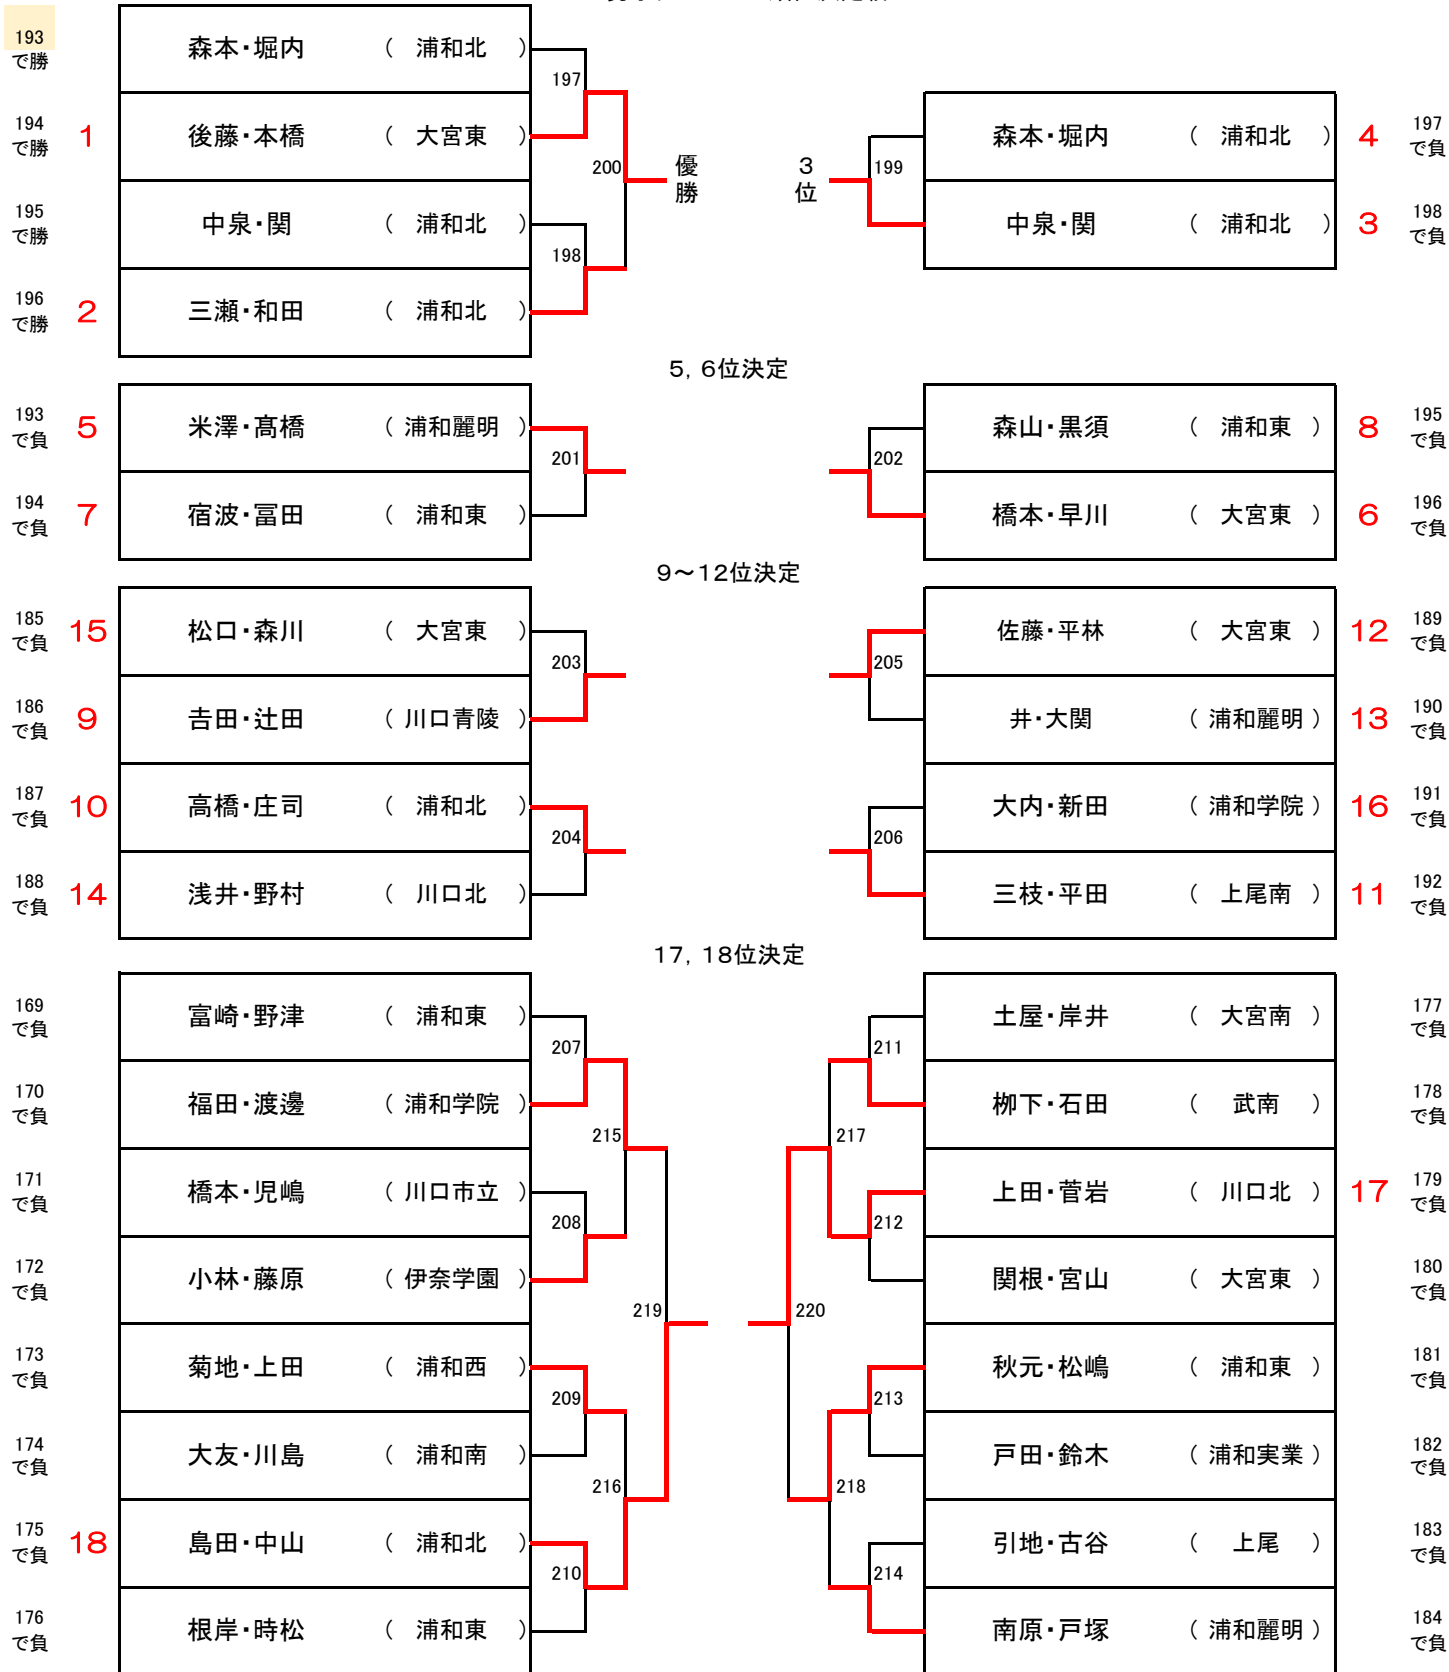 193 で勝 森本・堀内 （ 浦和北 ）
197
194 で勝 1 後藤・本橋 （ 大宮東 ）
200 優勝
195 で勝 中泉・関 （ 浦和北 ）
198
196 で勝 2 三瀬・和田 （ 浦和北 ）
森本・堀内 （ 浦和北 ） 4 197 で負
3位 199
中泉・関 （ 浦和北 ） 3 198 で負
5，6位決定
193 で負 5 米澤・髙橋 （ 浦和麗明 ）
201
194 で負 7 宿波・冨田 （ 浦和東 ）
森山・黒須 （ 浦和東 ） 8 195 で負
202
橋本・早川 （ 大宮東 ） 6 196 で負
9～12位決定
185 で負 15 松口・森川 （ 大宮東 ）
203
186 で負 9 吉田・辻田 （ 川口青陵 ）
187 で負 10 高橋・庄司 （ 浦和北 ）
204
188 で負 14 浅井・野村 （ 川口北 ）
佐藤・平林 （ 大宮東 ） 12 189 で負
205
井・大関 （ 浦和麗明 ） 13 190 で負
大内・新田 （ 浦和学院 ） 16 191 で負
206
三枝・平田 （ 上尾南 ） 11 192 で負
17，18位決定
169 で負 富崎・野津 （ 浦和東 ）
207
170 で負 福田・渡邊 （ 浦和学院 ）
215
171 で負 橋本・児嶋 （ 川口市立 ）
208
172 で負 小林・藤原 （ 伊奈学園 ）
219
173 で負 菊地・上田 （ 浦和西 ）
209
174 で負 大友・川島 （ 浦和南 ）
216
175 で負 18 島田・中山 （ 浦和北 ）
210
176 で負 根岸・時松 （ 浦和東 ）
土屋・岸井 （ 大宮南 ） 177 で負
211
栁下・石田 （ 武南 ） 178 で負
217
上田・菅岩 （ 川口北 ） 17 179 で負
212
関根・宮山 （ 大宮東 ） 180 で負
220
秋元・松嶋 （ 浦和東 ） 181 で負
213
戸田・鈴木 （ 浦和実業 ） 182 で負
218
引地・古谷 （ 上尾 ） 183 で負
214
南原・戸塚 （ 浦和麗明 ） 184 で負